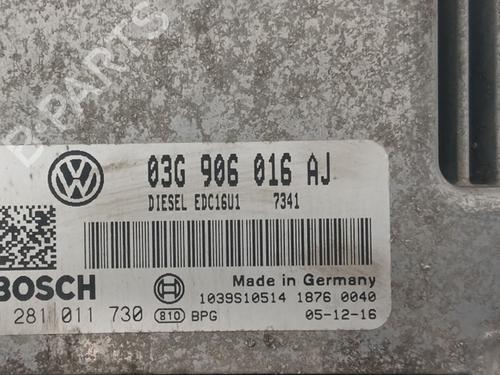 B-PARTS
03G 906 016 AJ
DIESEL EDC16U1 7341
BOSCH
Made in Germany
1039S10514 1876 0040
281 011 730 810 BPG 05-12-16